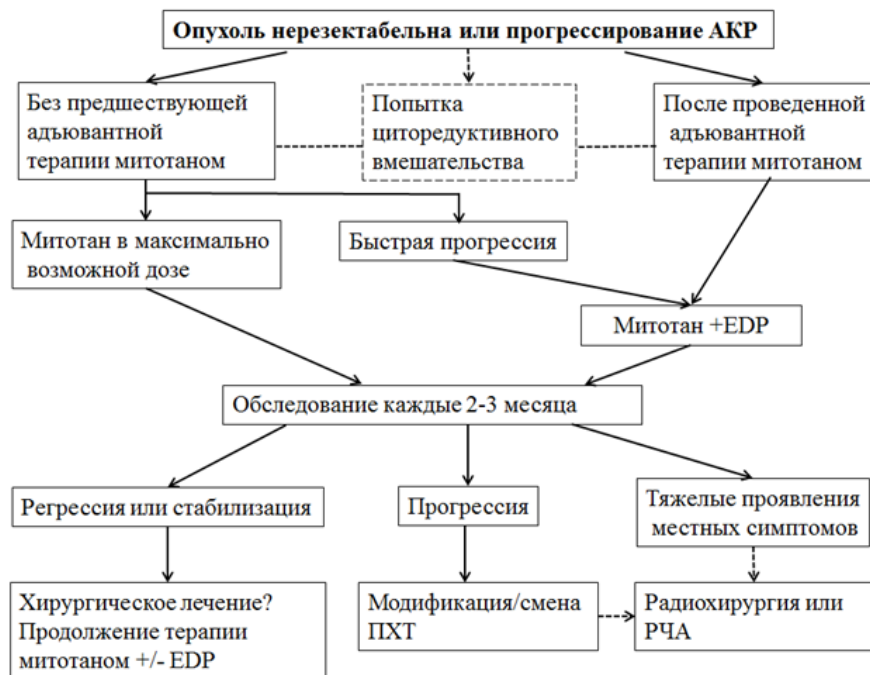 Опухоль нерезектабельна или прогрессирование АКР
Без предшествующей
адъювантной
терапии митотаном
Попытка
циторедуктивного
вмешательства
После проведенной
адъювантной
терапии митотаном
Митотан в максимально
возможной дозе
Быстрая прогрессия
Митотан +EDP
Обследование каждые 2-3 месяца
Регрессия или стабилизация
Прогрессия
Тяжелые проявления
местных симптомов
Хирургическое лечение?
Продолжение терапии
митотаном +/- EDP
Модификация/смена
ПХТ
Радиохирургия или
РЧА